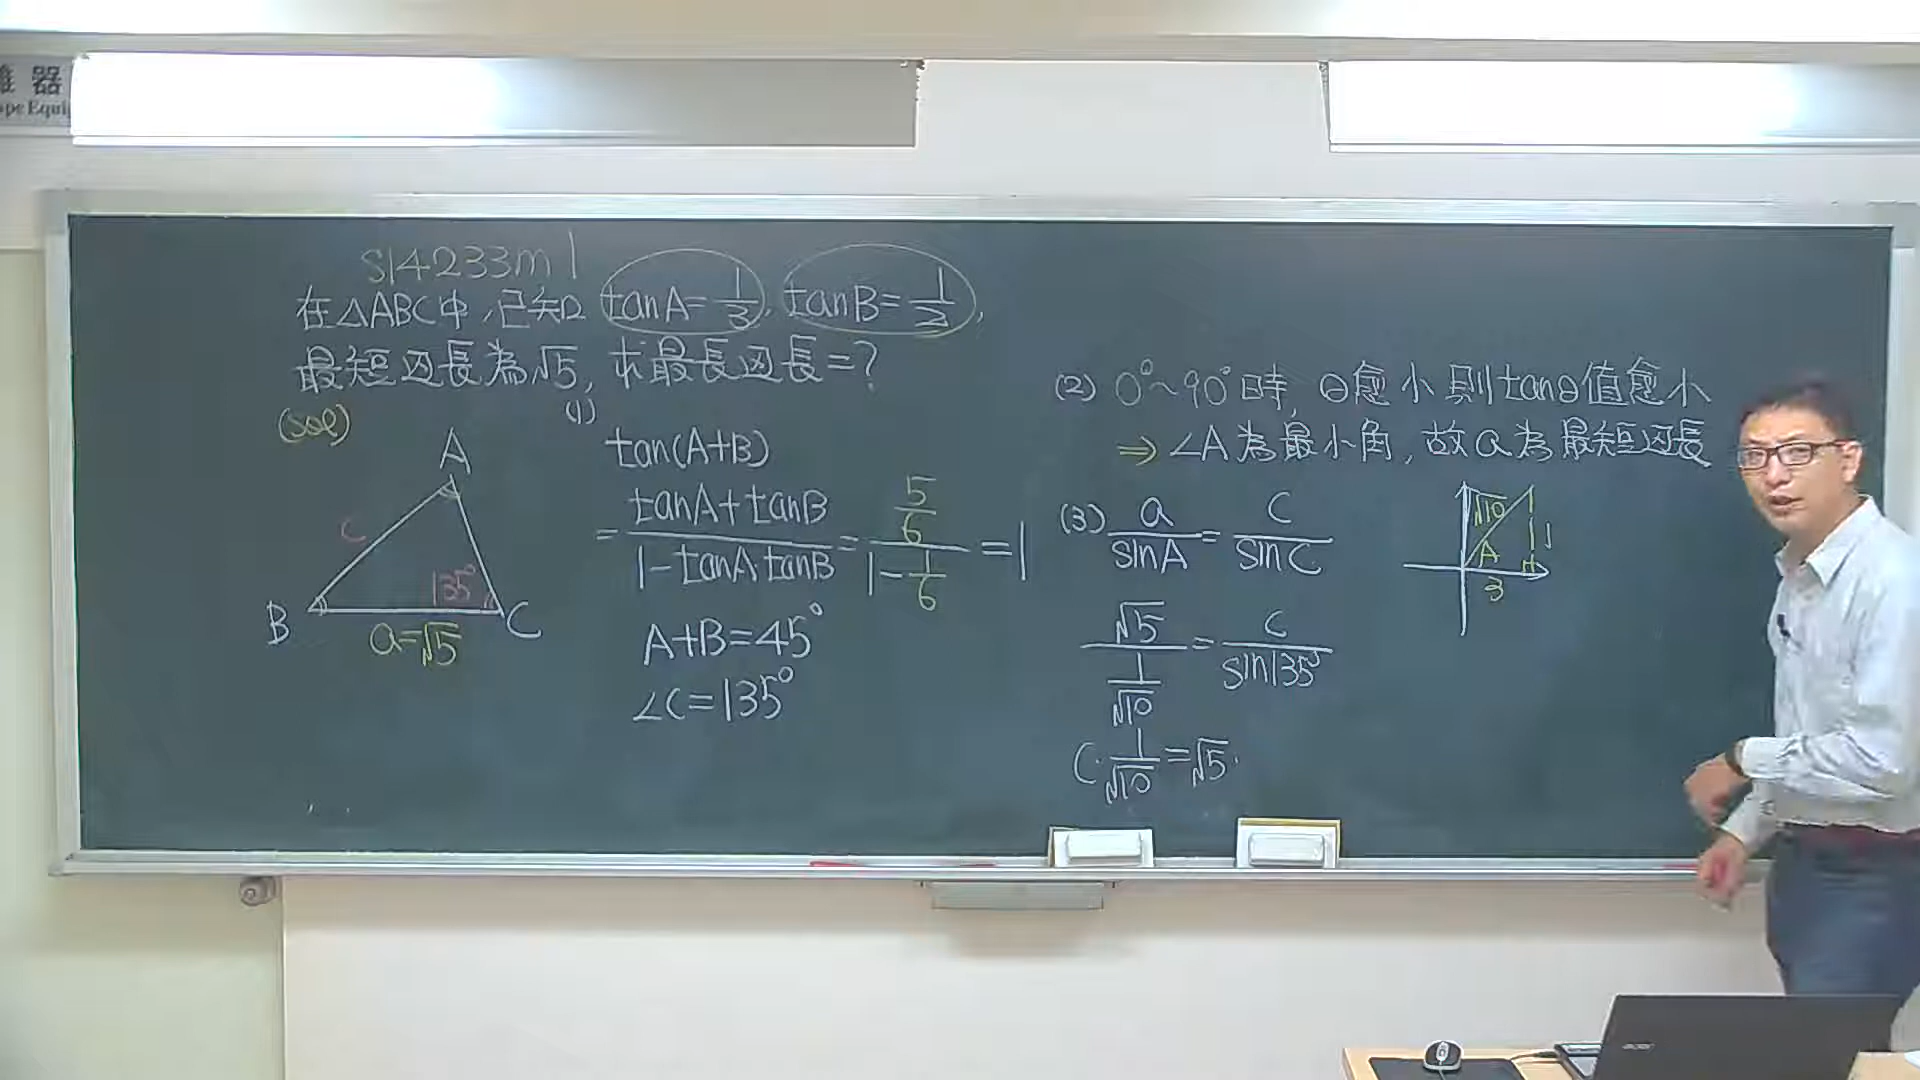 器
S14233m1
在△ABC中,已知 tanA=1/3, tanB=1/2,
最短边長為√5, 求最長边長=?
(sol)
A
B
C
c
135°
a=√5
(1)
tan(A+B)
= (tanA+tanB)/(1-tanA·tanB) = (5/6)/(1-1/6) = 1
A+B=45°
∠C=135°
(2) 0°~90°時, θ愈小則tanθ值愈小
⇒ ∠A為最小角, 故a為最短边長
(3) a/sinA = c/sinC
√5/(1/√10) = c/sin135°
c·1/√10=√5·
√10
A
1
3